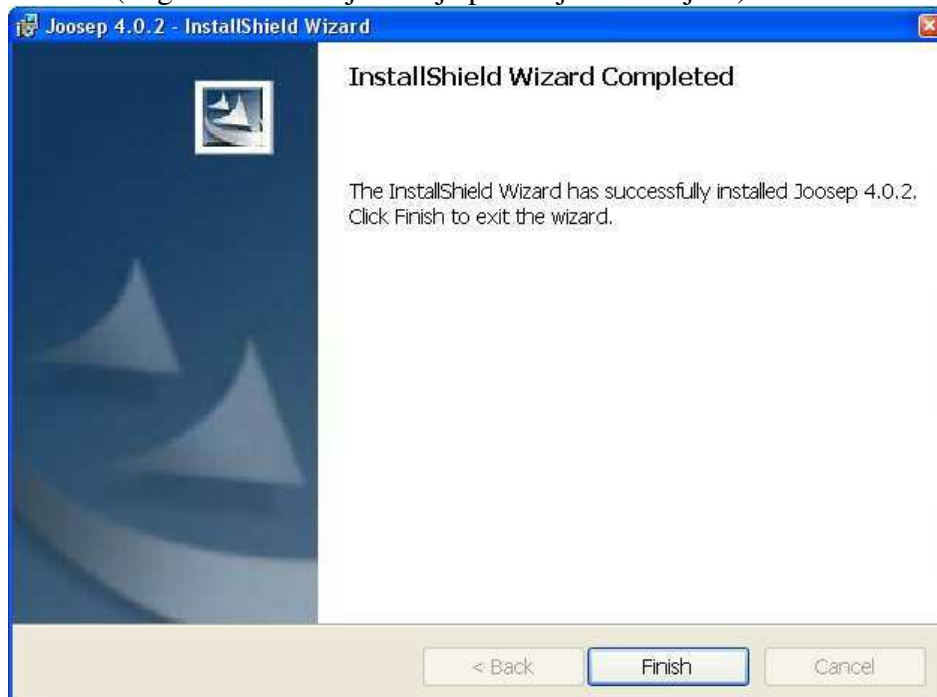 Joosep 4.0.2 - InstallShield Wizard
InstallShield Wizard Completed
The InstallShield Wizard has successfully installed Joosep 4.0.2.
Click Finish to exit the wizard.
< Back Finish Cancel